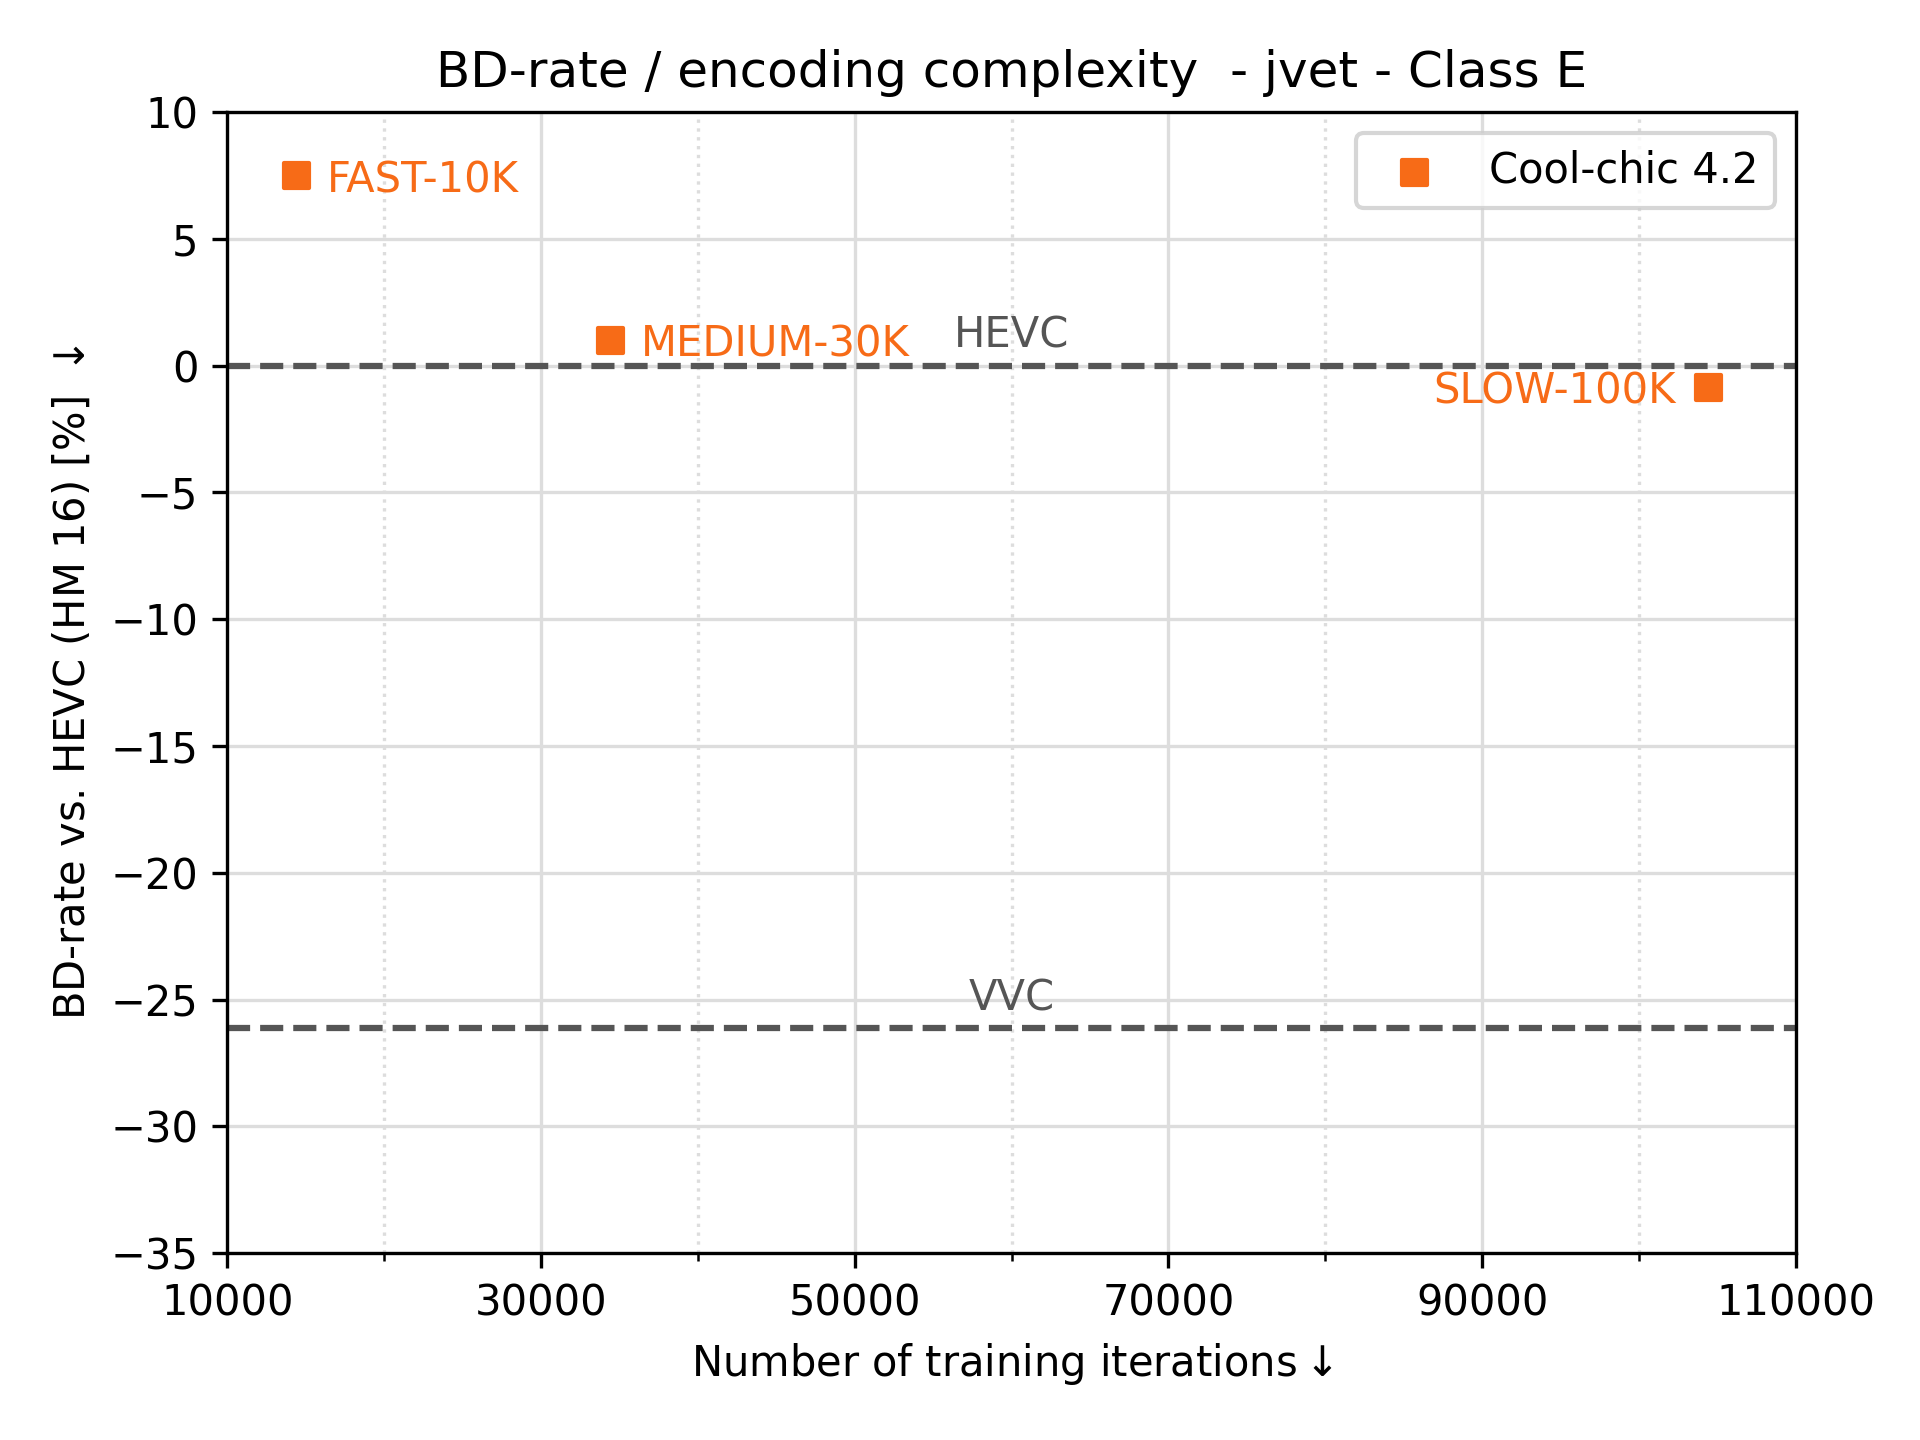 BD-rate / encoding complexity  - jvet - Class E
10
FAST-10K
Cool-chic 4.2
5
MEDIUM-30K
HEVC
0
SLOW-100K
−5
−10
−15
−20
VVC
−25
−30
−35
BD-rate vs. HEVC (HM 16) [%] ↓
10000 30000 50000 70000 90000 110000
Number of training iterations ↓